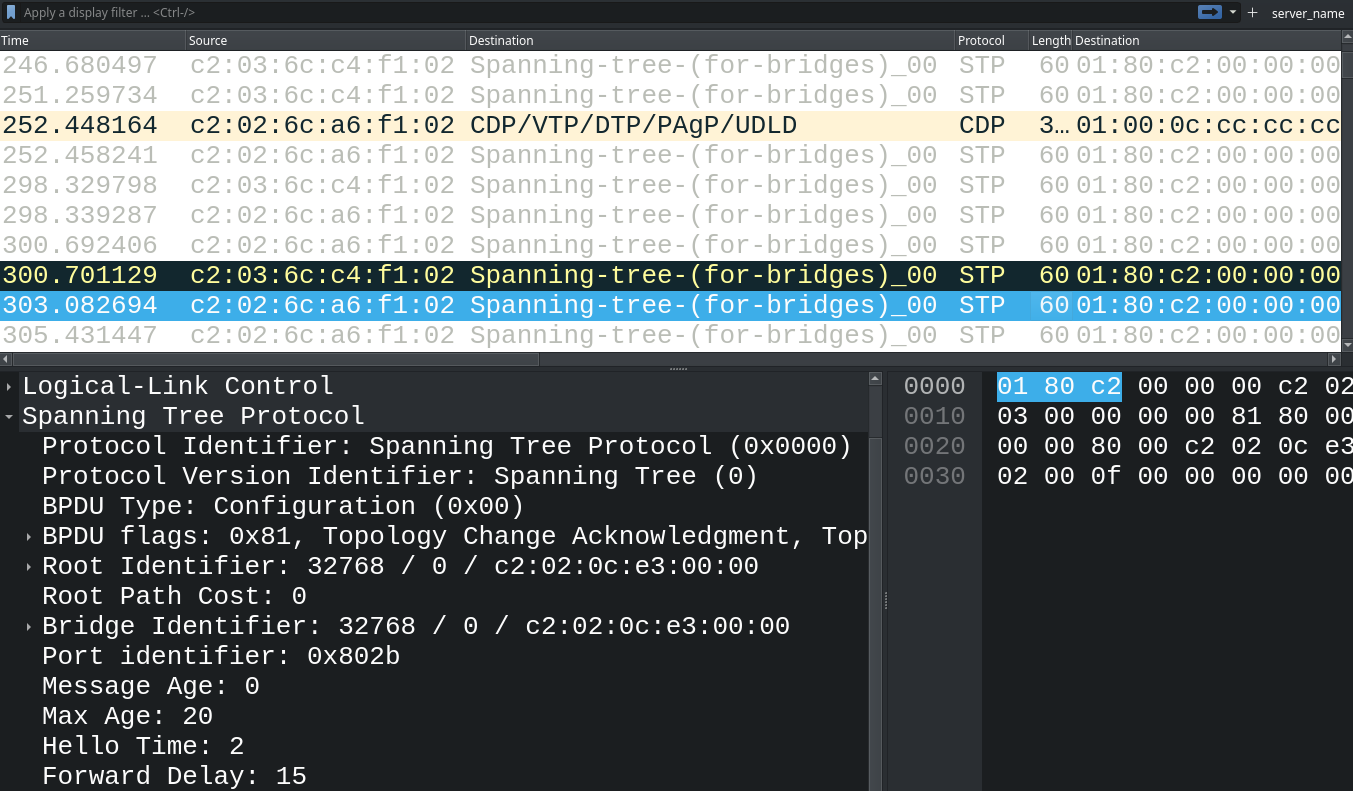 Apply a display filter ... <Ctrl-/> server_name
Time Source Destination Protocol Length Destination
246.680497 c2:03:6c:c4:f1:02 Spanning-tree-(for-bridges)_00 STP 60 01:80:c2:00:00:00
251.259734 c2:03:6c:c4:f1:02 Spanning-tree-(for-bridges)_00 STP 60 01:80:c2:00:00:00
252.448164 c2:02:6c:a6:f1:02 CDP/VTP/DTP/PAgP/UDLD CDP 3… 01:00:0c:cc:cc:cc
252.458241 c2:02:6c:a6:f1:02 Spanning-tree-(for-bridges)_00 STP 60 01:80:c2:00:00:00
298.329798 c2:03:6c:c4:f1:02 Spanning-tree-(for-bridges)_00 STP 60 01:80:c2:00:00:00
298.339287 c2:02:6c:a6:f1:02 Spanning-tree-(for-bridges)_00 STP 60 01:80:c2:00:00:00
300.692406 c2:02:6c:a6:f1:02 Spanning-tree-(for-bridges)_00 STP 60 01:80:c2:00:00:00
300.701129 c2:03:6c:c4:f1:02 Spanning-tree-(for-bridges)_00 STP 60 01:80:c2:00:00:00
303.082694 c2:02:6c:a6:f1:02 Spanning-tree-(for-bridges)_00 STP 60 01:80:c2:00:00:00
305.431447 c2:02:6c:a6:f1:02 Spanning-tree-(for-bridges)_00 STP 60 01:80:c2:00:00:00
Logical-Link Control
Spanning Tree Protocol
Protocol Identifier: Spanning Tree Protocol (0x0000)
Protocol Version Identifier: Spanning Tree (0)
BPDU Type: Configuration (0x00)
BPDU flags: 0x81, Topology Change Acknowledgment, Top
Root Identifier: 32768 / 0 / c2:02:0c:e3:00:00
Root Path Cost: 0
Bridge Identifier: 32768 / 0 / c2:02:0c:e3:00:00
Port identifier: 0x802b
Message Age: 0
Max Age: 20
Hello Time: 2
Forward Delay: 15
0000 01 80 c2 00 00 00 c2 02
0010 03 00 00 00 00 81 80 00
0020 00 00 80 00 c2 02 0c e3
0030 02 00 0f 00 00 00 00 00